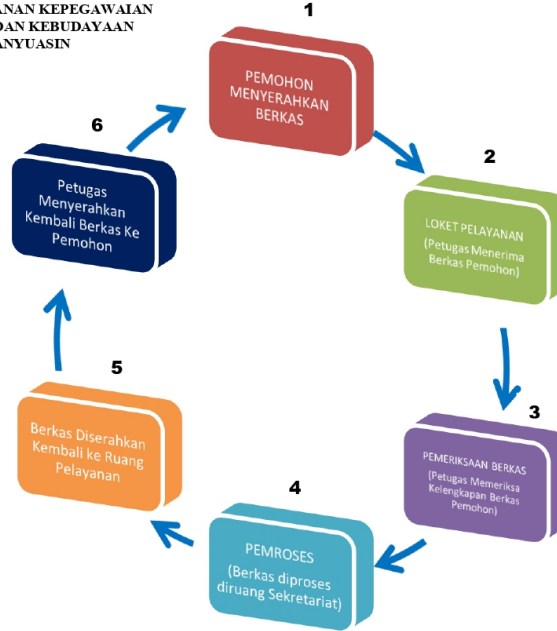 ANAN KEPEGAWAIAN
DAN KEBUDAYAAN
ANYUASIN
1
PEMOHON
MENYERAHKAN
BERKAS
2
LOKET PELAYANAN
(Petugas Menerima
Berkas Pemohon)
3
PEMERIKSAAN BERKAS
(Petugas Memeriksa
Kelengkapan Berkas
Pemohon)
4
PEMROSES
(Berkas diproses
diruang Sekretariat)
5
Berkas Diserahkan
Kembali ke Ruang
Pelayanan
6
Petugas
Menyerahkan
Kembali Berkas Ke
Pemohon